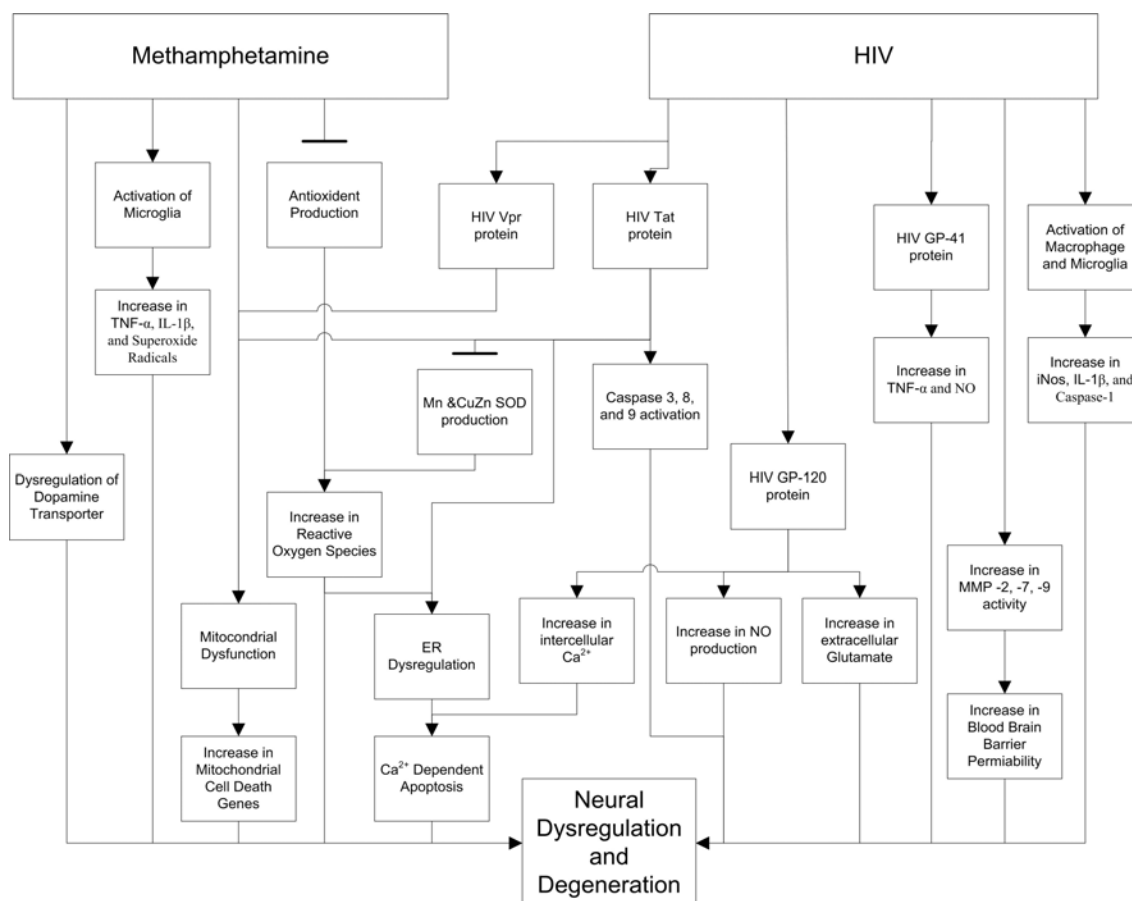 Methamphetamine
HIV
Activation of
Microglia
Antioxident
Production
HIV Vpr
protein
HIV Tat
protein
HIV GP-41
protein
Activation of
Macrophage
and Microglia
Increase in
TNF-α, IL-1β,
and Superoxide
Radicals
Mn &CuZn SOD
production
Caspase 3, 8,
and 9 activation
Increase in
TNF-α and NO
Increase in
iNos, IL-1β, and
Caspase-1
Dysregulation of
Dopamine
Transporter
Increase in
Reactive
Oxygen Species
HIV GP-120
protein
Mitocondrial
Dysfunction
ER
Dysregulation
Increase in
intercellular
Ca²⁺
Increase in NO
production
Increase in
extracellular
Glutamate
Increase in
MMP -2, -7, -9
activity
Increase in
Mitochondrial
Cell Death
Genes
Ca²⁺ Dependent
Apoptosis
Increase in
Blood Brain
Barrier
Permiability
Neural
Dysregulation
and
Degeneration